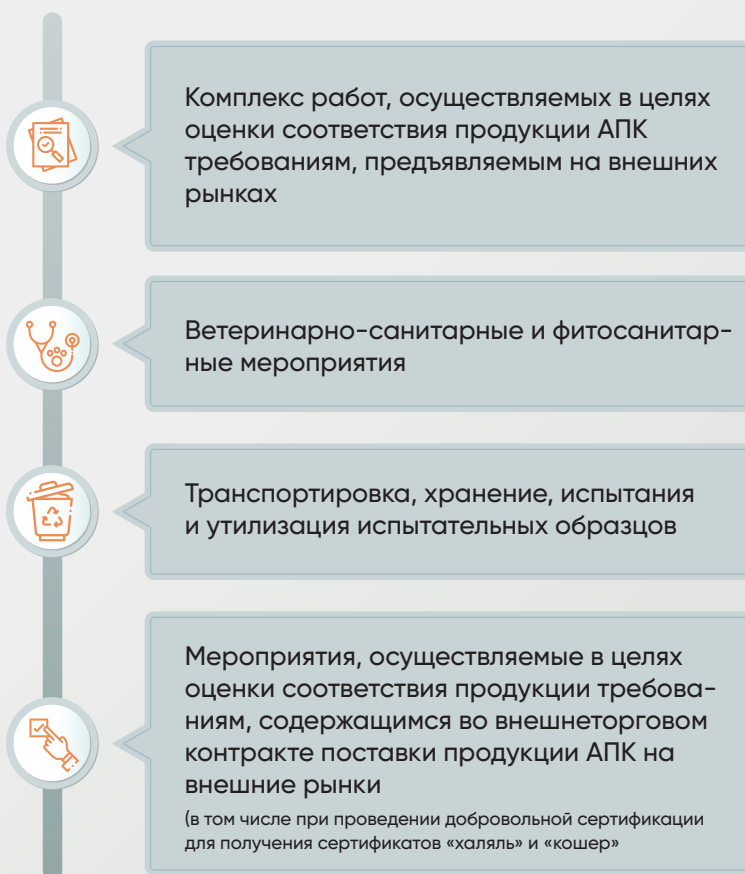 Комплекс работ, осуществляемых в целях
оценки соответствия продукции АПК
требованиям, предъявляемым на внешних
рынках
Ветеринарно-санитарные и фитосанитар-
ные мероприятия
Транспортировка, хранение, испытания
и утилизация испытательных образцов
Мероприятия, осуществляемые в целях
оценки соответствия продукции требова-
ниям, содержащимся во внешнеторговом
контракте поставки продукции АПК на
внешние рынки
(в том числе при проведении добровольной сертификации
для получения сертификатов «халяль» и «кошер»